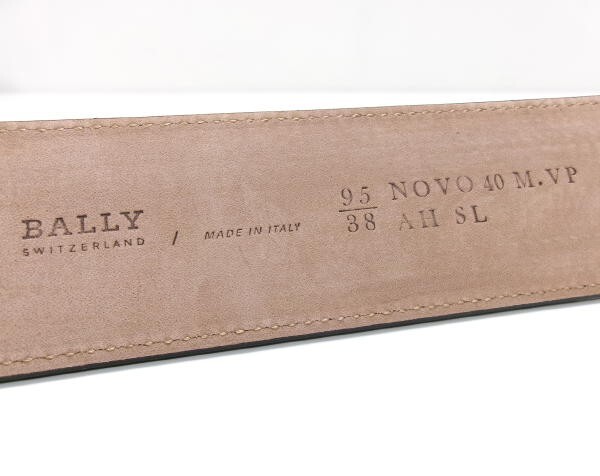 BALLY
SWITZERLAND
/ MADE IN ITALY
95 NOVO 40 M.VP
38 AH SL